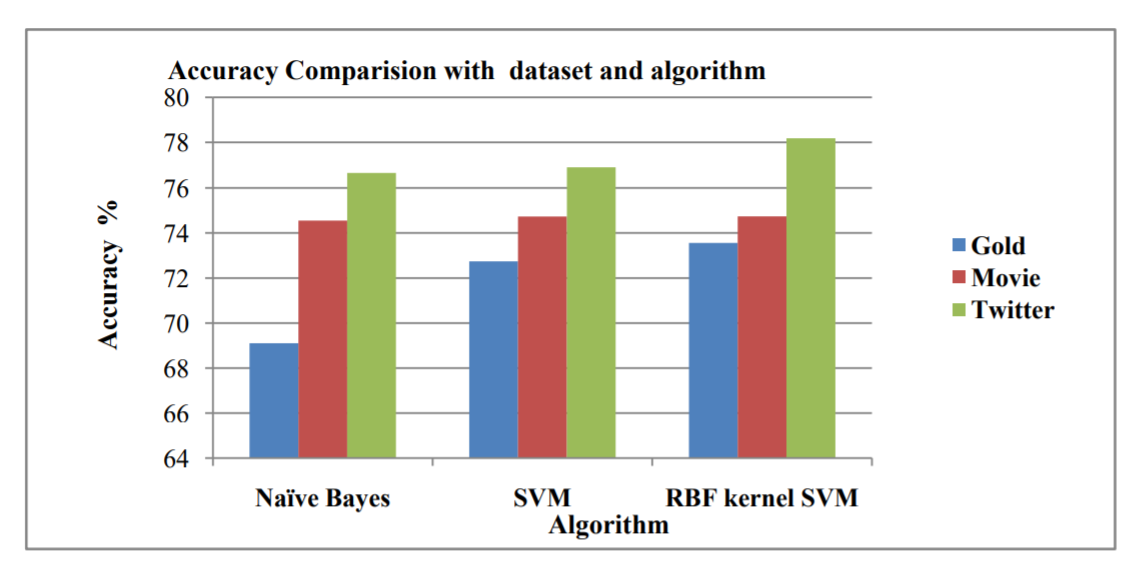 Accuracy Comparision with dataset and algorithm
80
78
76
74
72
70
68
66
64
Accuracy %
Naïve Bayes
SVM
RBF kernel SVM
Algorithm
Gold
Movie
Twitter